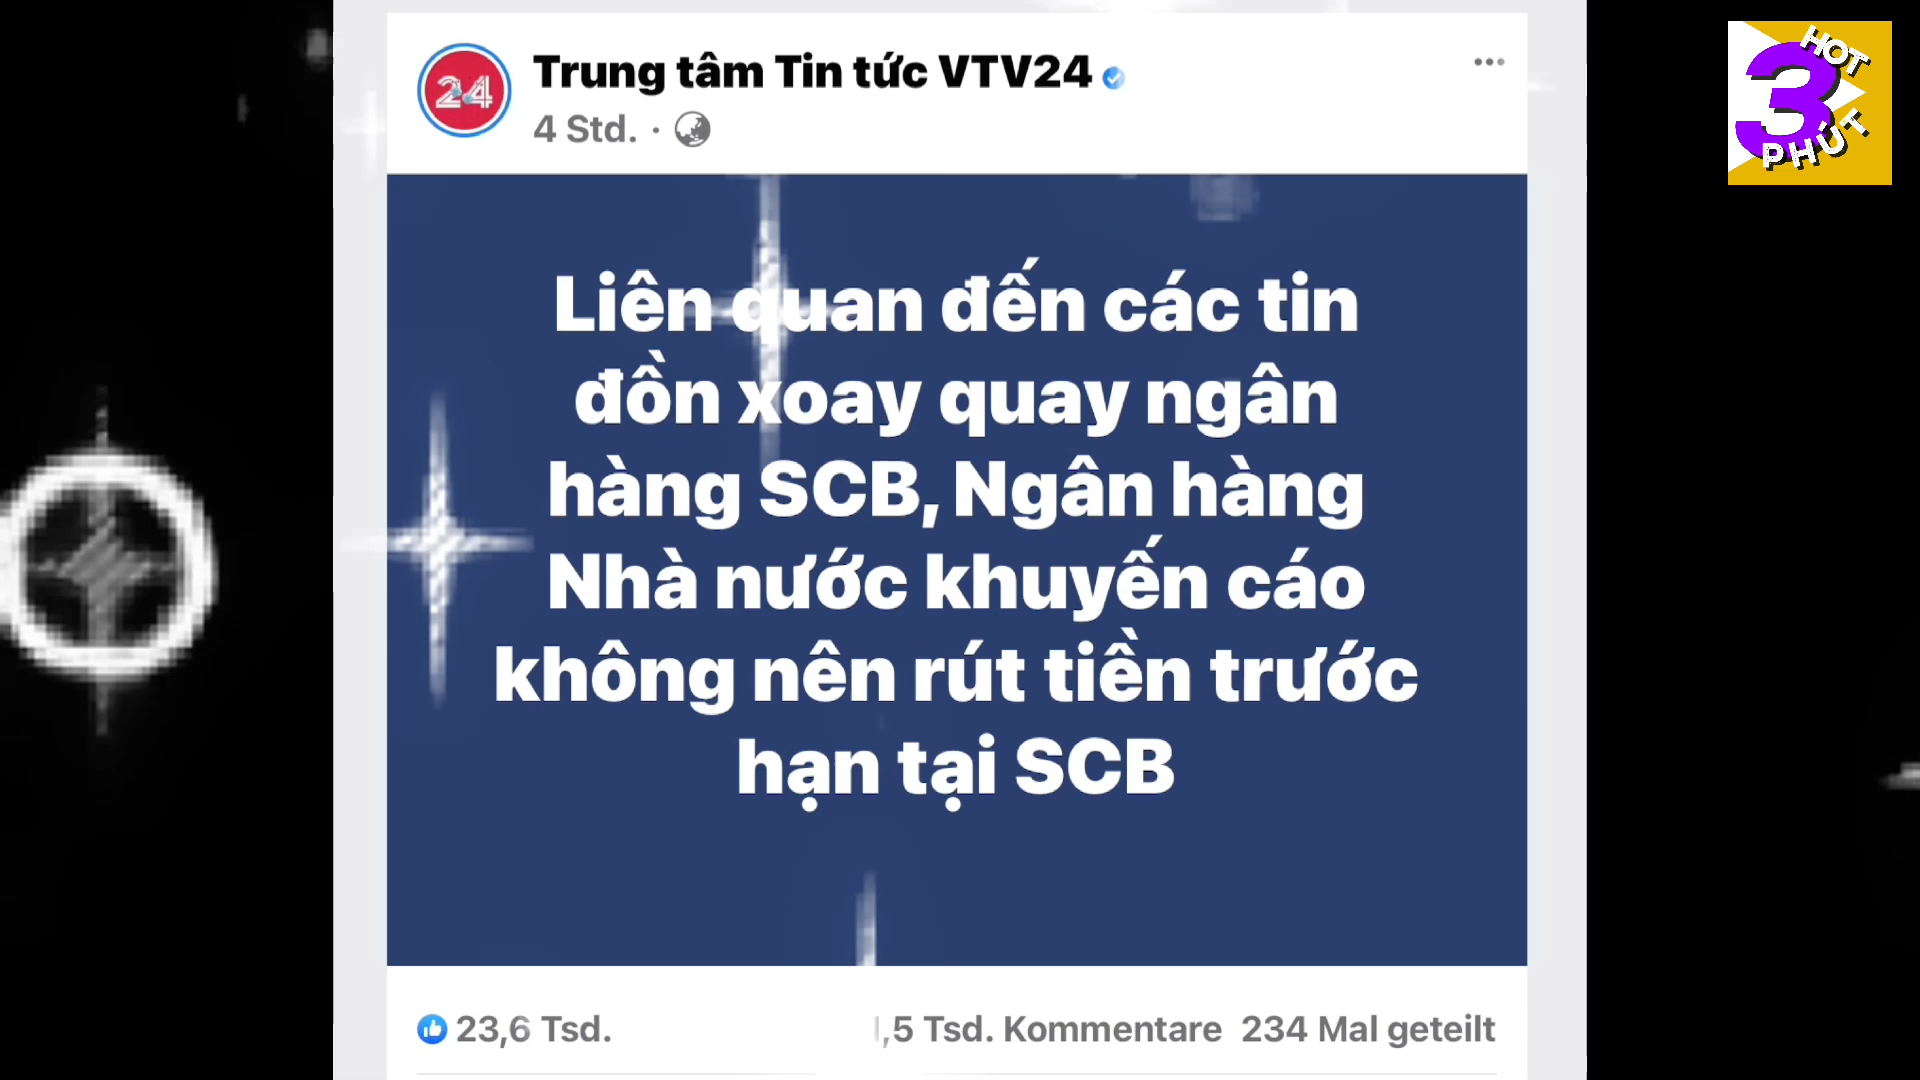 Trung tâm Tin tức VTV24
4 Std. ·
24
HOT
3
PHÚT
Liên quan đến các tin
đồn xoay quay ngân
hàng SCB, Ngân hàng
Nhà nước khuyến cáo
không nên rút tiền trước
hạn tại SCB
23,6 Tsd.
,5 Tsd. Kommentare 234 Mal geteilt